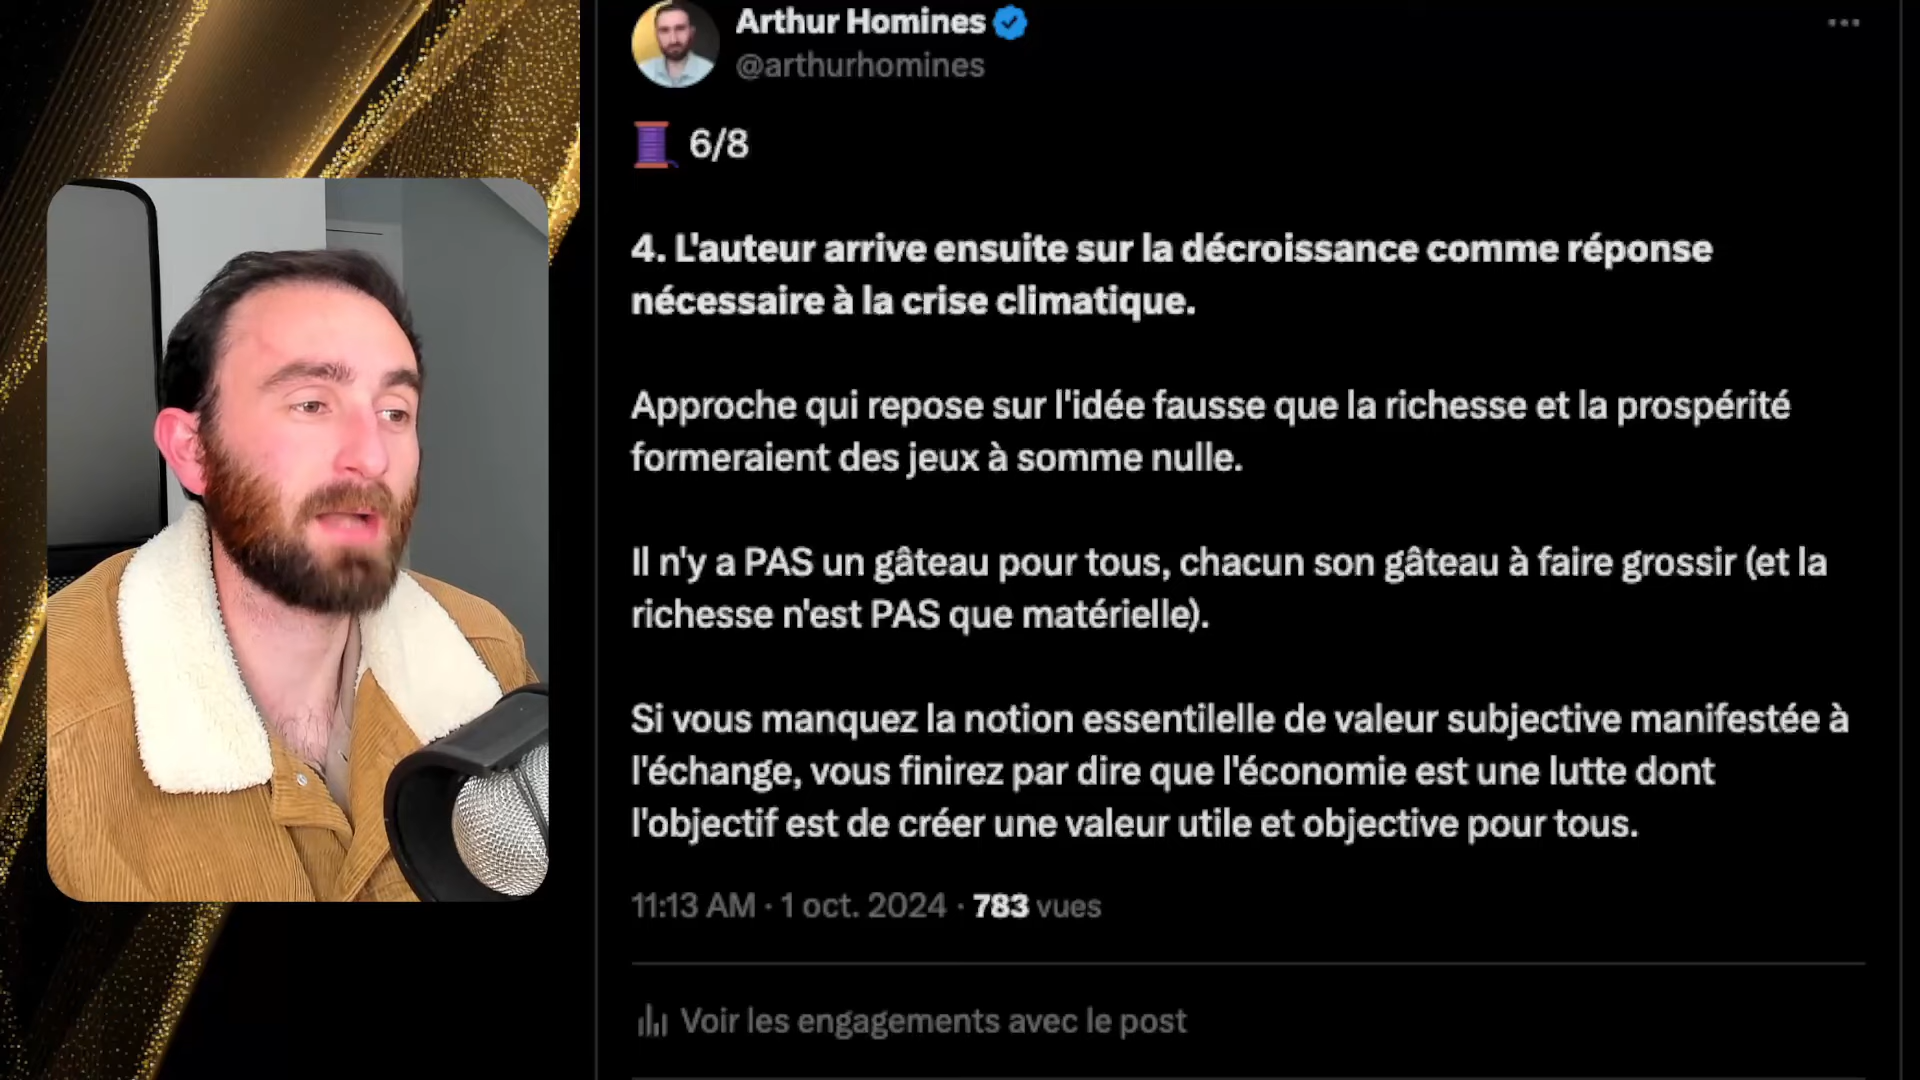 Arthur Homines
@arthurhomines
6/8
4. L'auteur arrive ensuite sur la décroissance comme réponse
nécessaire à la crise climatique.
Approche qui repose sur l'idée fausse que la richesse et la prospérité
formeraient des jeux à somme nulle.
Il n'y a PAS un gâteau pour tous, chacun son gâteau à faire grossir (et la
richesse n'est PAS que matérielle).
Si vous manquez la notion essentilelle de valeur subjective manifestée à
l'échange, vous finirez par dire que l'économie est une lutte dont
l'objectif est de créer une valeur utile et objective pour tous.
11:13 AM · 1 oct. 2024 · 783 vues
Voir les engagements avec le post